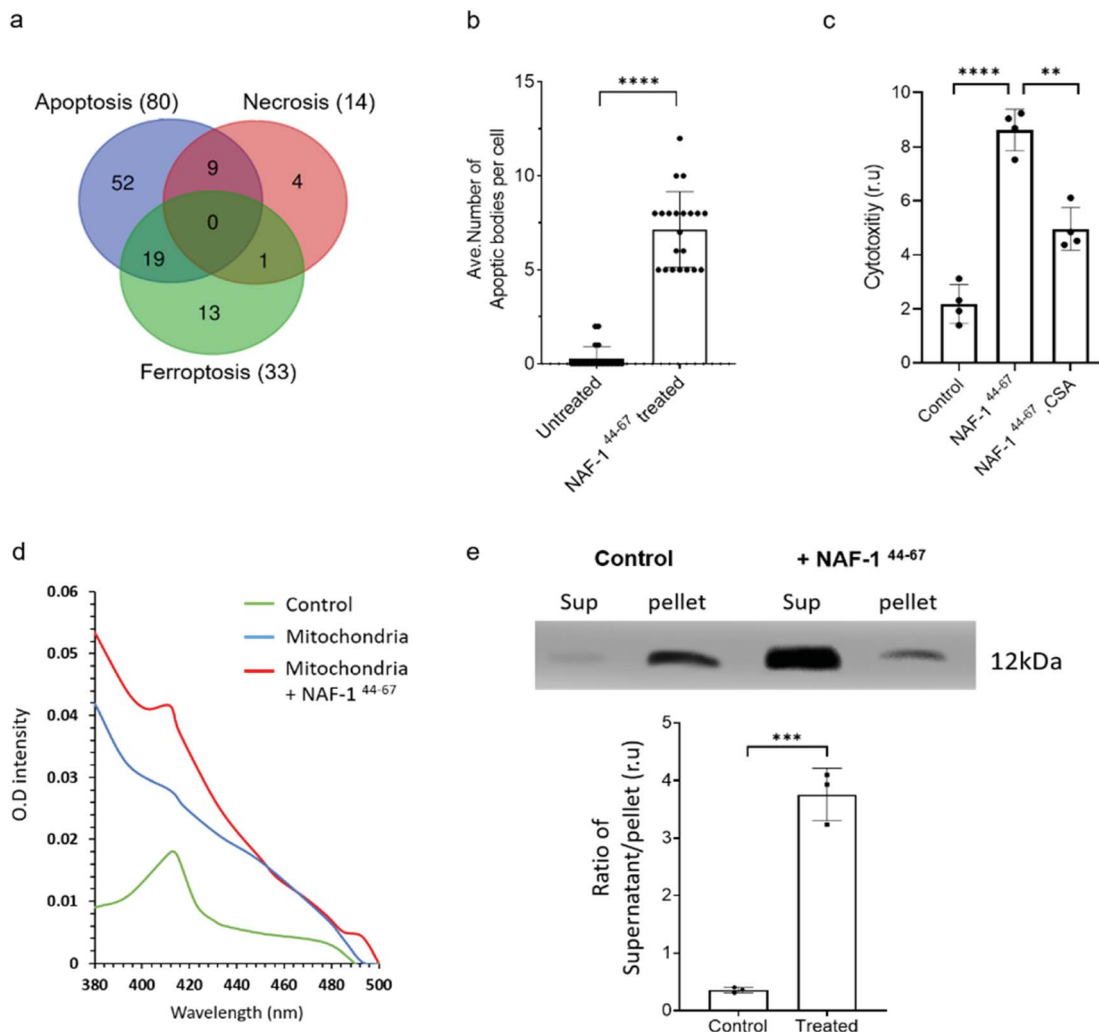 a
Apoptosis (80)
Necrosis (14)
52
9
4
0
19
1
13
Ferroptosis (33)
b
Ave.Number of
Apoptic bodies per cell
15
10
5
0
****
Untreated
NAF-1 44-67 treated
c
Cytotoxitiy (r.u)
10
8
6
4
2
0
****
**
Control
NAF-1 44-67
NAF-1 44-67 ,CSA
d
O.D intensity
0.06
0.05
0.04
0.03
0.02
0.01
0
Control
Mitochondria
Mitochondria
+ NAF-1 44-67
380 400 420 440 460 480 500
Wavelength (nm)
e
Control + NAF-1 44-67
Sup pellet Sup pellet
12kDa
Ratio of
Supernatant/pellet (r.u)
5
4
3
2
1
0
***
Control Treated